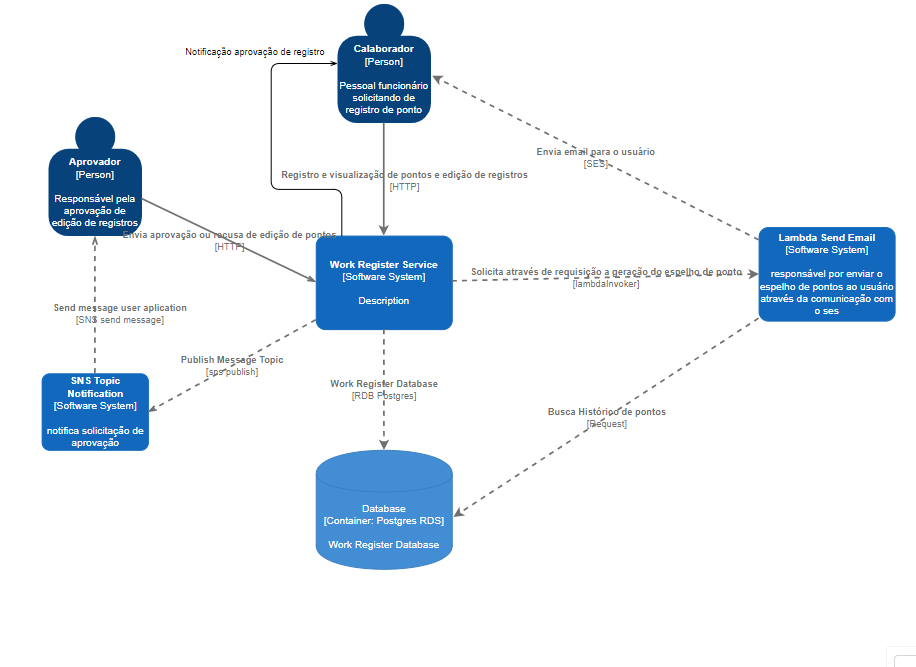 Notificação aprovação de registro
Calaborador
[Person]
Pessoal funcionário
solicitando de
registro de ponto
Envia email para o usuário
[SES]
Aprovador
[Person]
Responsável pela
aprovação de
edição de registros
Registro e visualização de pontos e edição de registros
[HTTP]
Envia aprovação ou recusa de edição de pontos
[HTTP]
Work Register Service
[Software System]
Description
Solicita através de requisição a geração do espelho de ponto
[lambdaInvoker]
Lambda Send Email
[Software System]
responsável por enviar o
espelho de pontos ao usuário
através da comunicação com
o ses
Send message user aplication
[SNS send message]
Publish Message Topic
[sns publish]
SNS Topic
Notification
[Software System]
notifica solicitação de
aprovação
Work Register Database
[RDB Postgres]
Busca Histórico de pontos
[Request]
Database
[Container: Postgres RDS]
Work Register Database